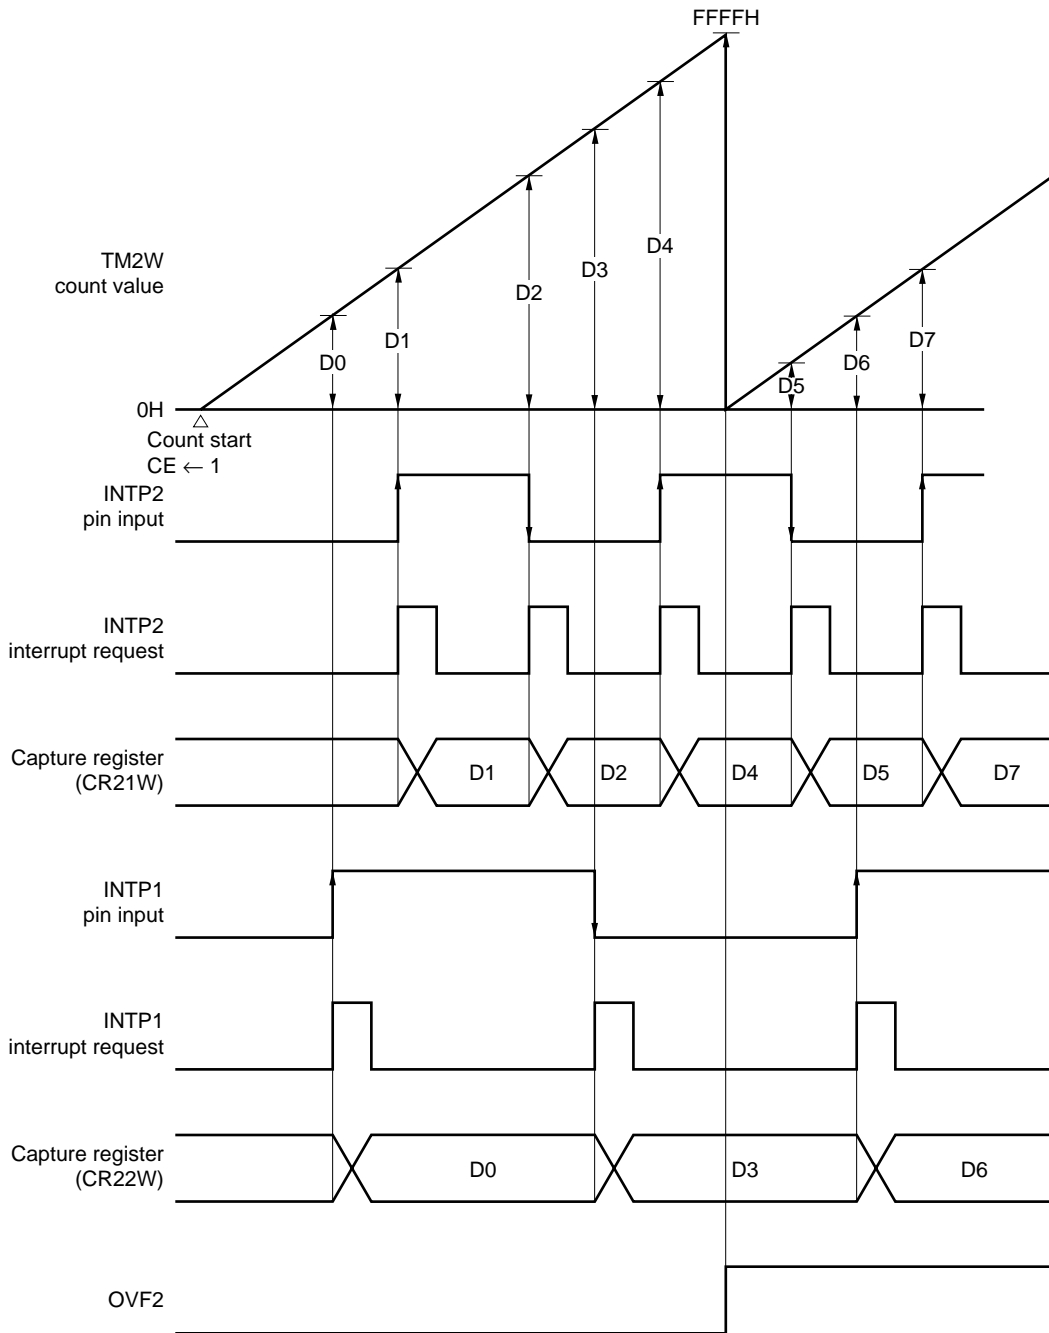 FFFFH
TM2W
count value
D0
D1
D2
D3
D4
D5
D6
D7
0H
Count start
CE ← 1
INTP2
pin input
INTP2
interrupt request
Capture register
(CR21W)
D1
D2
D4
D5
D7
INTP1
pin input
INTP1
interrupt request
Capture register
(CR22W)
D0
D3
D6
OVF2